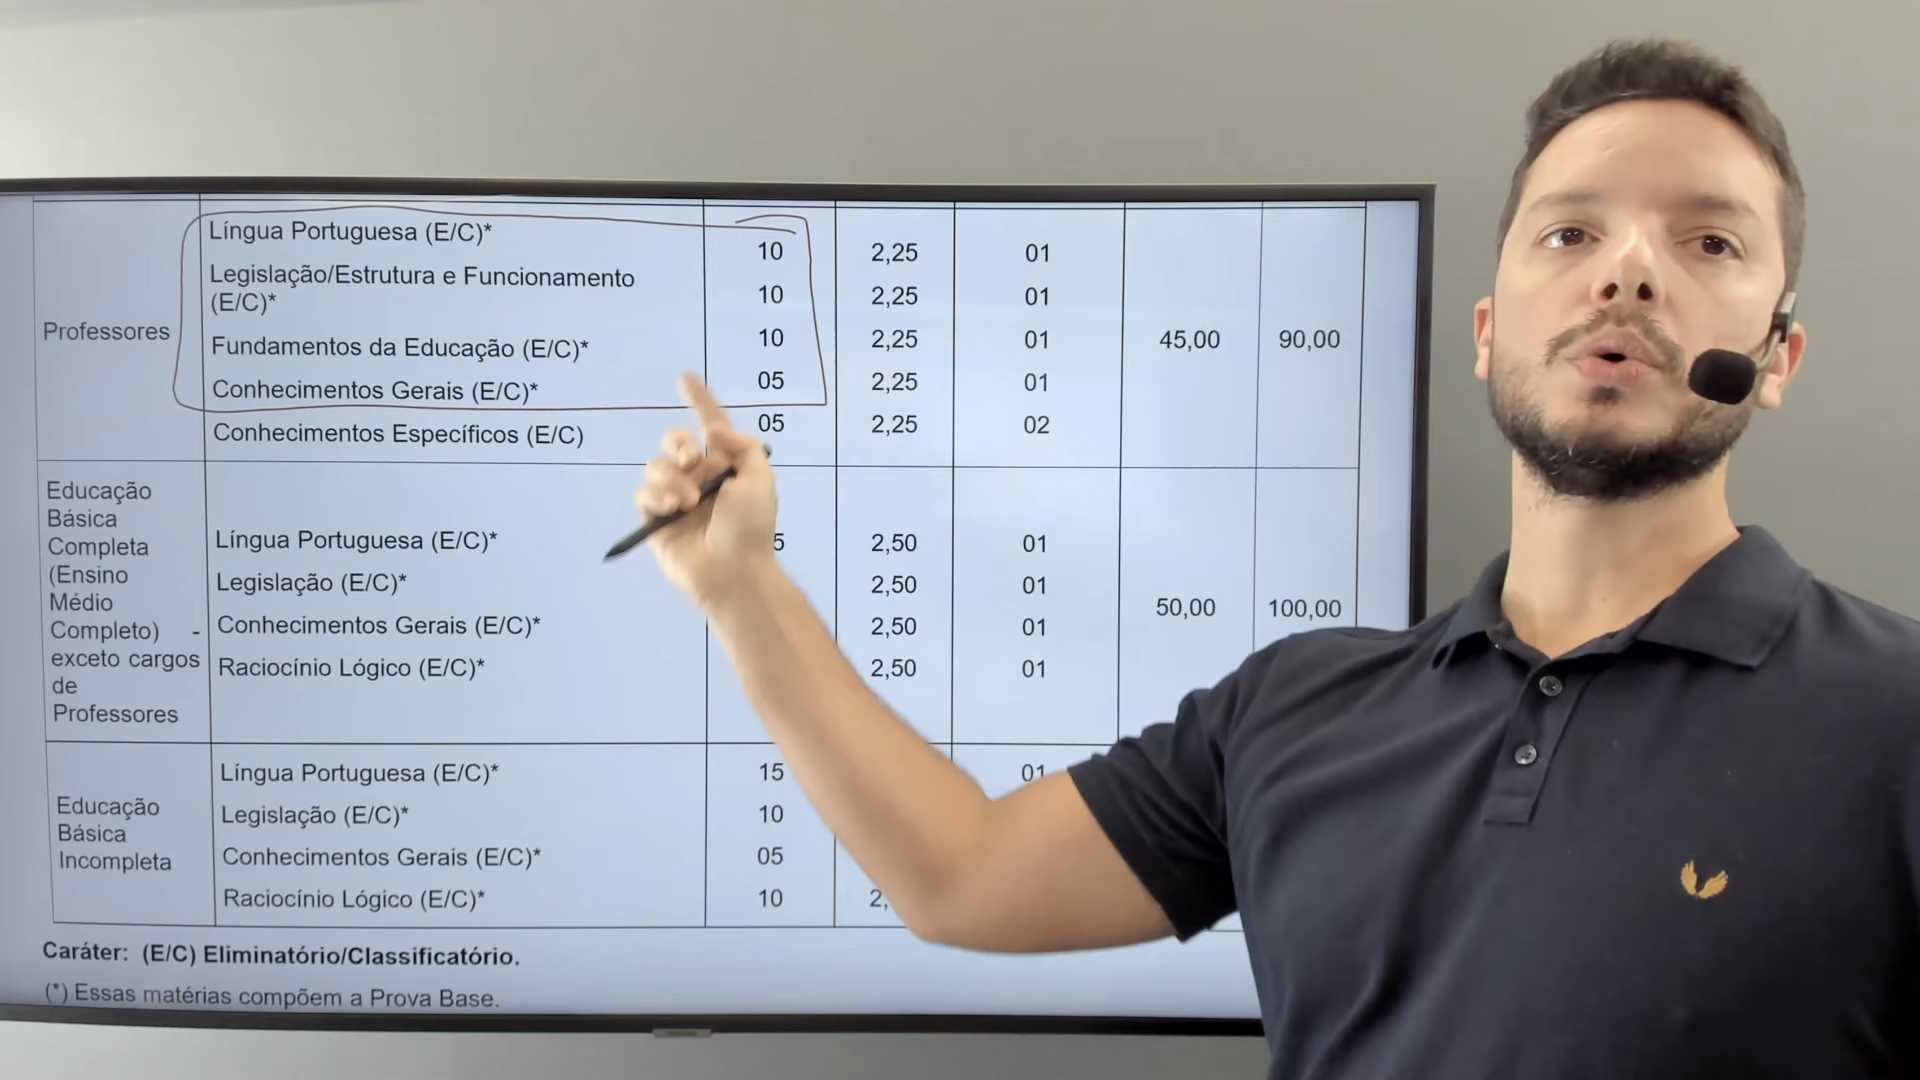 Professores
Língua Portuguesa (E/C)*
Legislação/Estrutura e Funcionamento
(E/C)*
Fundamentos da Educação (E/C)*
Conhecimentos Gerais (E/C)*
Conhecimentos Específicos (E/C)
10
10
10
05
05
2,25
2,25
2,25
2,25
2,25
01
01
01
01
02
45,00
90,00
Educação
Básica
Completa
(Ensino
Médio
Completo) -
exceto cargos
de
Professores
Língua Portuguesa (E/C)*
Legislação (E/C)*
Conhecimentos Gerais (E/C)*
Raciocínio Lógico (E/C)*
5
2,50
2,50
2,50
2,50
01
01
01
01
50,00
100,00
Educação
Básica
Incompleta
Língua Portuguesa (E/C)*
Legislação (E/C)*
Conhecimentos Gerais (E/C)*
Raciocínio Lógico (E/C)*
15
10
05
10
2,
01
Caráter: (E/C) Eliminatório/Classificatório.
(*) Essas matérias compõem a Prova Base.